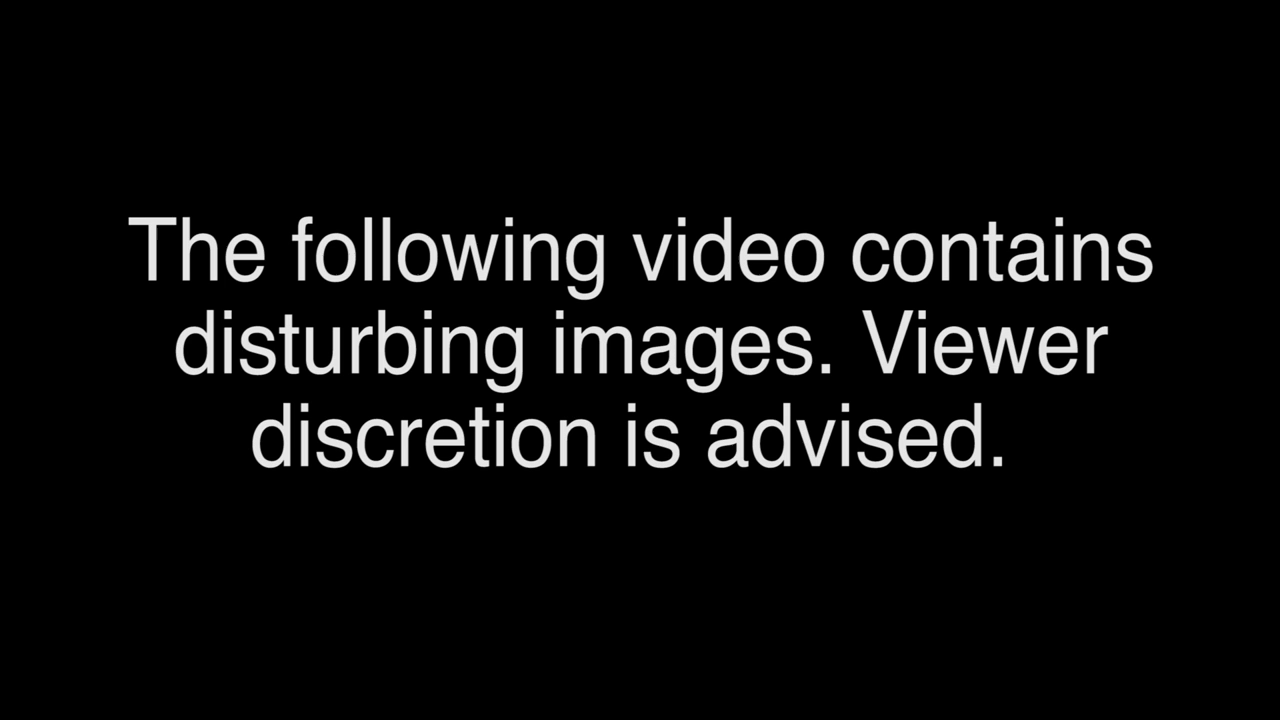 The following video contains
disturbing images. Viewer
discretion is advised.